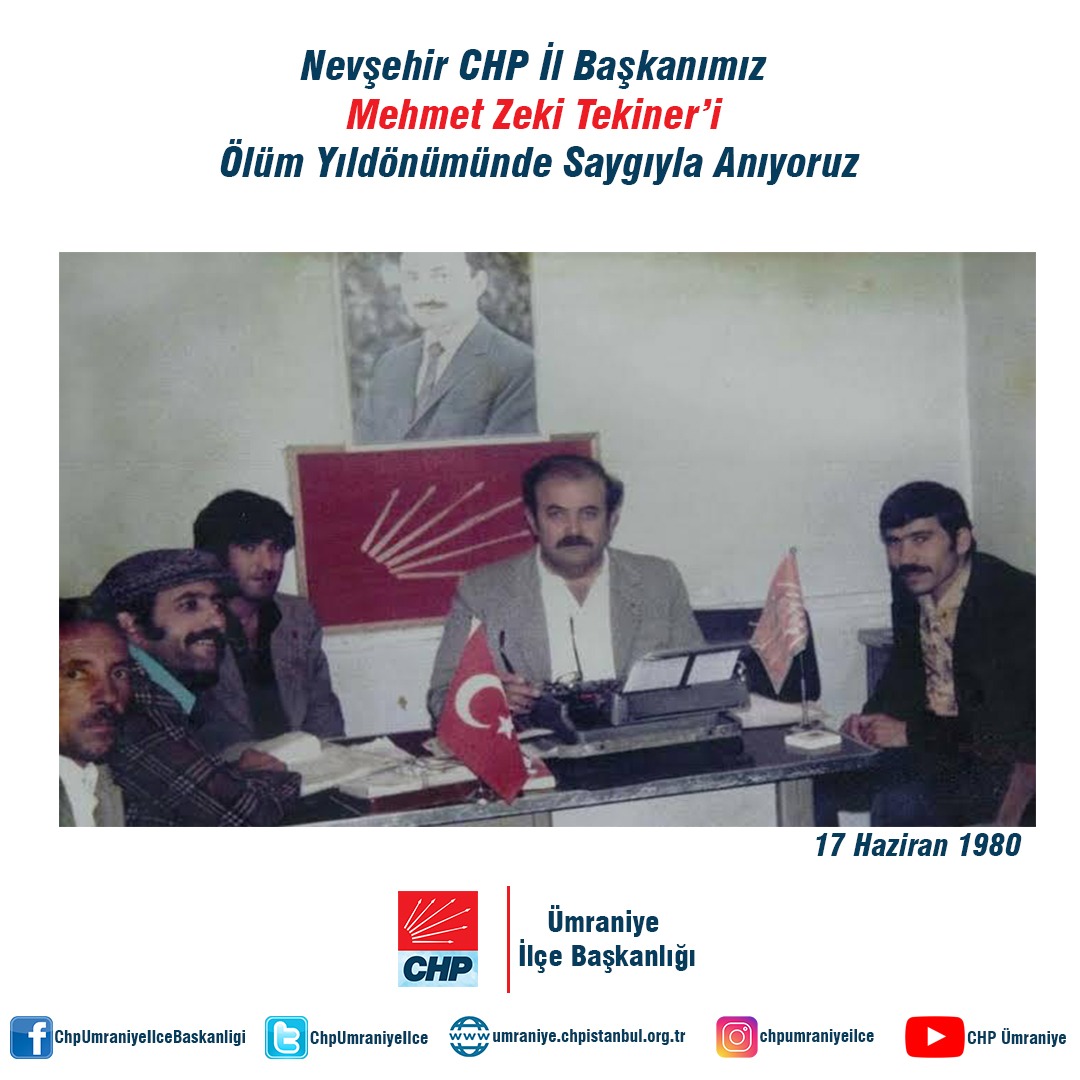 Nevşehir CHP İl Başkanımız
Mehmet Zeki Tekiner’i
Ölüm Yıldönümünde Saygıyla Anıyoruz
17 Haziran 1980
CHP
Ümraniye
İlçe Başkanlığı
ChpUmraniyeIlceBaskanligi
ChpUmraniyeIlce
www umraniye.chpistanbul.org.tr
chpumraniyeilce
CHP Ümraniye